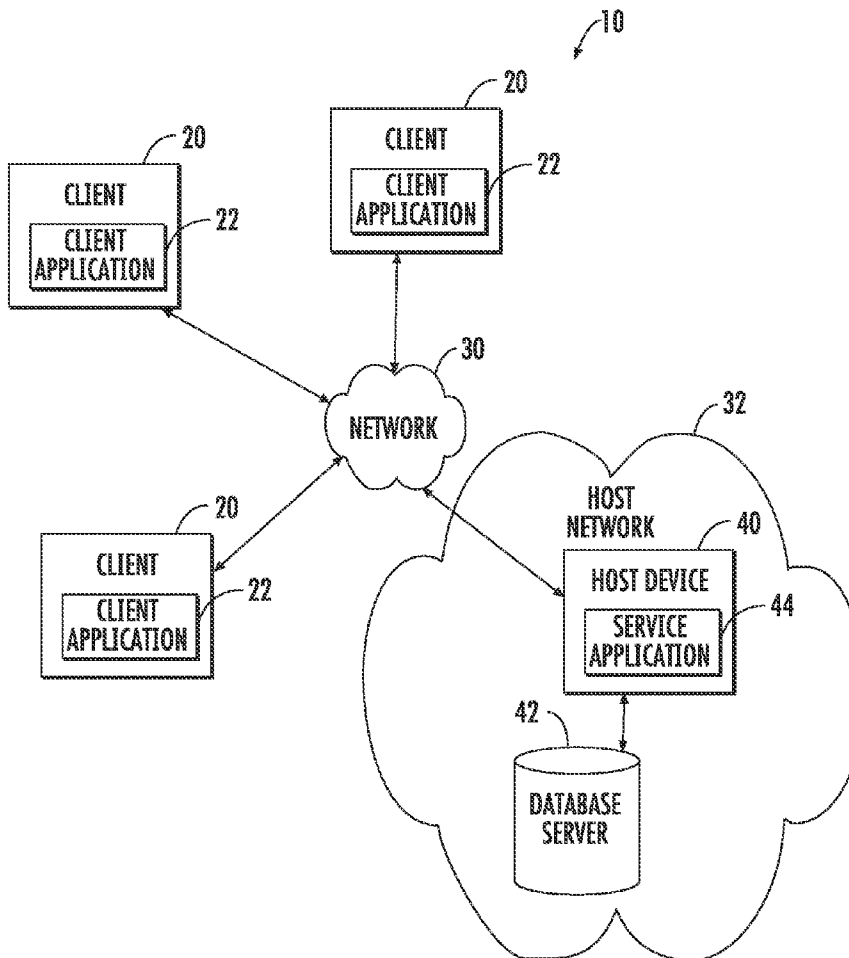 10
20
CLIENT
CLIENT
APPLICATION
22
20
CLIENT
CLIENT
APPLICATION
22
30
NETWORK
20
CLIENT
CLIENT
APPLICATION
22
32
HOST
NETWORK
40
HOST DEVICE
SERVICE
APPLICATION
44
42
DATABASE
SERVER